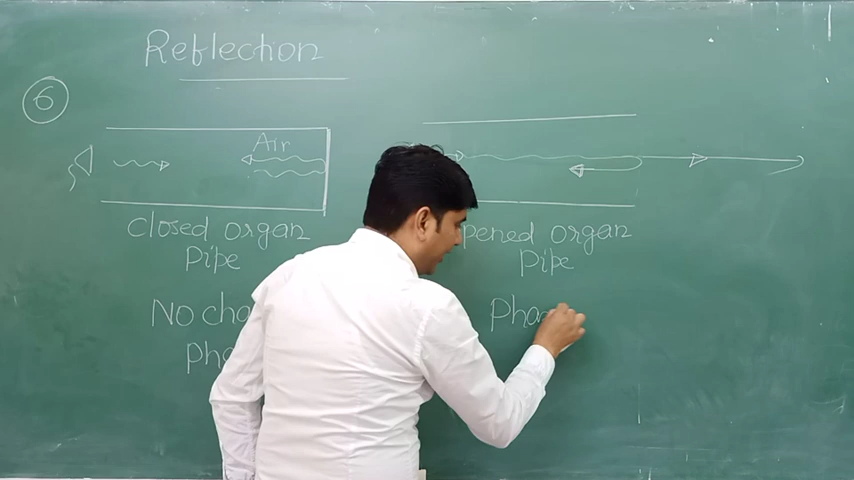 Reflection
6
Air
closed organ
Pipe
pened organ
Pipe
No cha
Pha
Pha